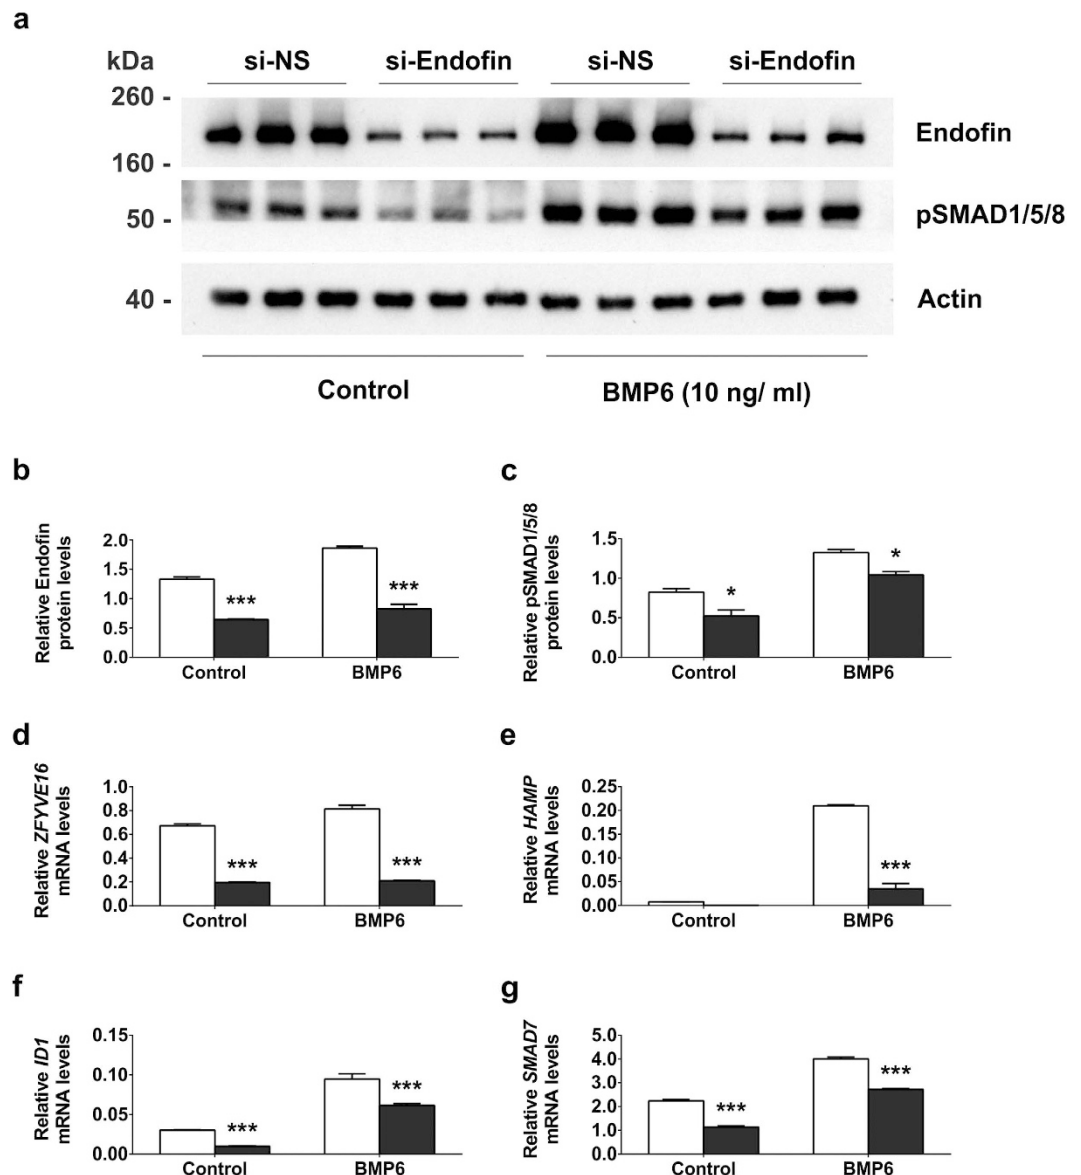 a
kDa
si-NS si-Endofin si-NS si-Endofin
260 -
Endofin
160 -
50 -
pSMAD1/5/8
40 -
Actin
Control
BMP6 (10 ng/ ml)
b
Relative Endofin
protein levels
2.0
1.5
1.0
0.5
0.0
*** ***
Control BMP6
c
Relative pSMAD1/5/8
protein levels
1.5
1.0
0.5
0.0
* *
Control BMP6
d
Relative ZFYVE16
mRNA levels
1.0
0.8
0.6
0.4
0.2
0.0
*** ***
Control BMP6
e
Relative HAMP
mRNA levels
0.25
0.20
0.15
0.10
0.05
0.00
***
Control BMP6
f
Relative ID1
mRNA levels
0.15
0.10
0.05
0.00
*** ***
Control BMP6
g
Relative SMAD7
mRNA levels
5.0
4.0
3.0
2.0
1.0
0.0
*** ***
Control BMP6